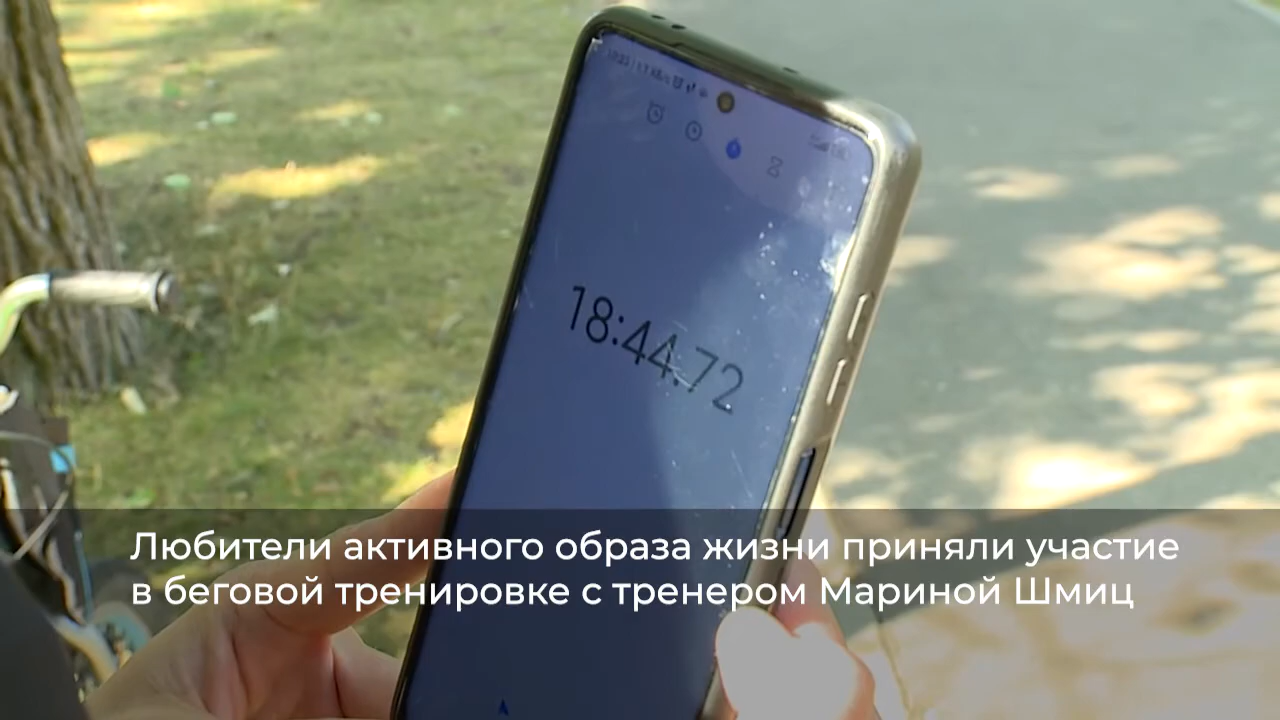 18:44.72
Любители активного образа жизни приняли участие
в беговой тренировке с тренером Мариной Шмиц